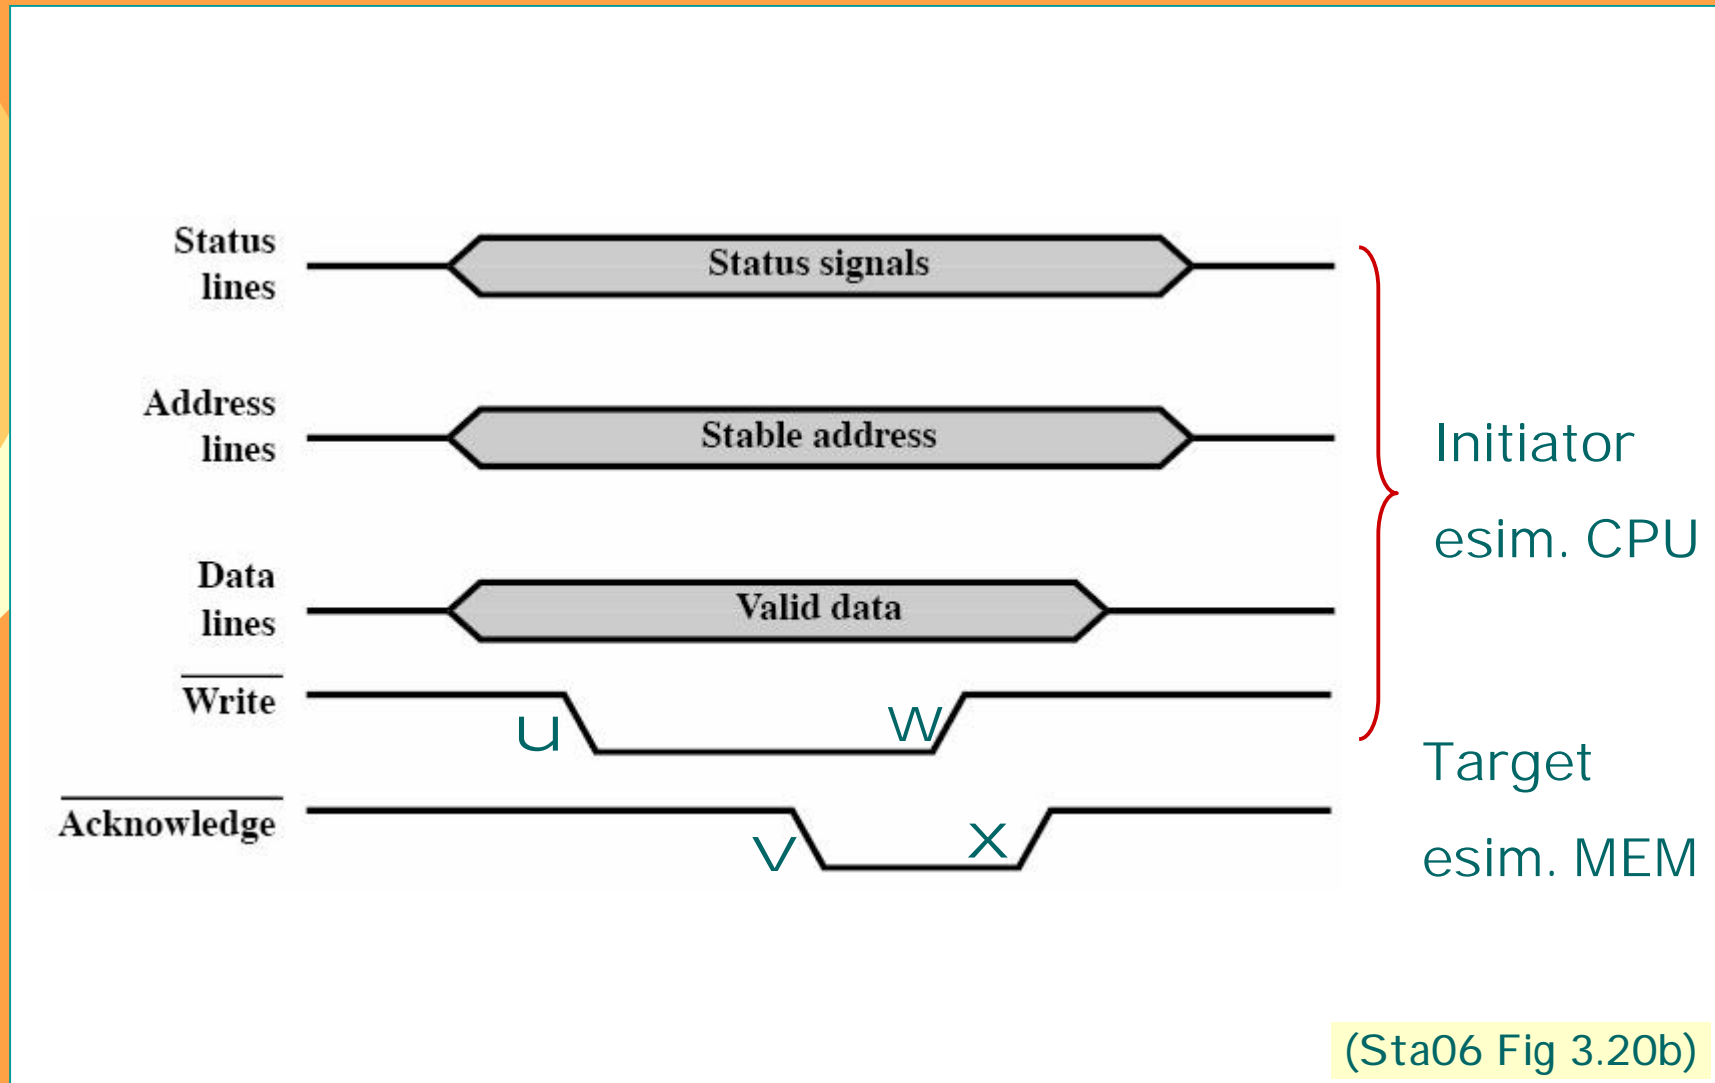 Status
lines
Status signals
Address
lines
Stable address
Initiator
esim. CPU
Data
lines
Valid data
Write
u
w
Target
esim. MEM
Acknowledge
v
x
(Sta06 Fig 3.20b)